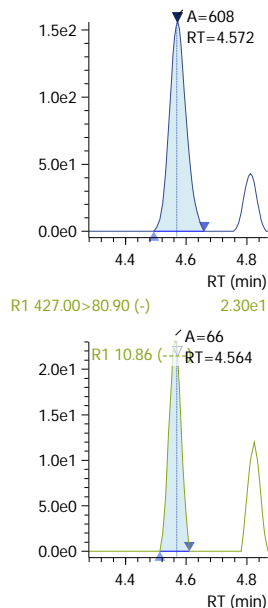 A=608
RT=4.572
1.5e2
1.0e2
5.0e1
0.0e0
4.4 4.6 4.8
RT (min)
R1 427.00>80.90 (-) 2.30e1
A=66
R1 10.86 (----)
RT=4.564
2.0e1
1.5e1
1.0e1
5.0e0
0.0e0
4.4 4.6 4.8
RT (min)